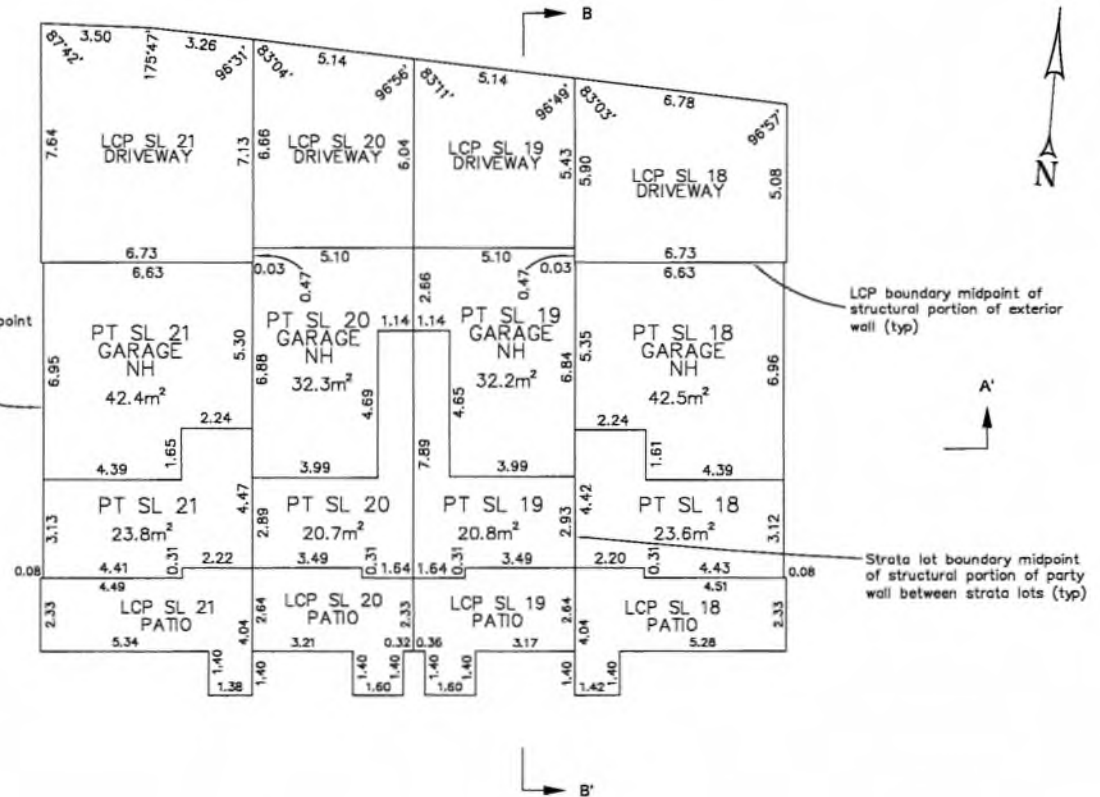 B
87°42'
3.50
175°47'
3.26
96°31'
83°04'
5.14
96°56'
83°11'
5.14
96°49'
83°03'
6.78
96°57'
N
7.64
LCP SL 21
DRIVEWAY
7.13
6.66
LCP SL 20
DRIVEWAY
6.04
LCP SL 19
DRIVEWAY
5.43
5.90
LCP SL 18
DRIVEWAY
5.08
6.73
6.63
0.03
0.47
5.10
5.10
0.03
0.47
6.73
6.63
LCP boundary midpoint of
structural portion of exterior
wall (typ)
point
6.95
PT SL 21
GARAGE
NH
42.4m²
5.30
6.88
PT SL 20
GARAGE
NH
32.3m²
2.66
1.14
1.14
PT SL 19
GARAGE
NH
32.2m²
6.84
5.35
PT SL 18
GARAGE
NH
42.5m²
6.96
A'
4.39
1.65
2.24
3.99
4.69
7.89
4.65
3.99
2.24
1.61
4.39
3.13
PT SL 21
23.8m²
4.47
2.89
PT SL 20
20.7m²
PT SL 19
20.8m²
2.93
4.42
PT SL 18
23.6m²
3.12
Strata lot boundary midpoint
of structural portion of party
wall between strata lots (typ)
0.08
4.41
4.49
0.31
2.22
3.49
0.31
1.64
1.64
0.31
3.49
2.20
0.31
4.43
4.51
0.08
2.33
LCP SL 21
PATIO
4.04
2.64
LCP SL 20
PATIO
2.33
LCP SL 19
PATIO
2.64
4.04
LCP SL 18
PATIO
2.33
5.34
1.40
1.38
1.40
3.21
1.40
1.60
1.40
0.32
0.36
1.40
1.60
1.40
3.17
1.40
1.42
1.40
5.28
B'